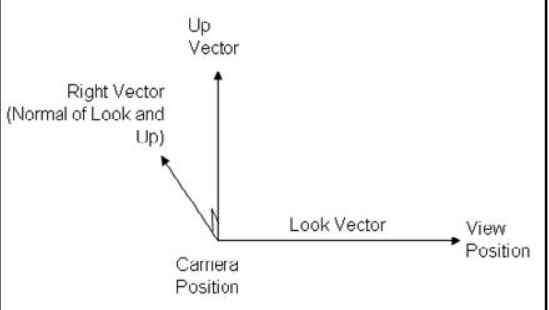 Up
Vector
Right Vector
(Normal of Look and
Up)
Look Vector
View
Position
Camera
Position